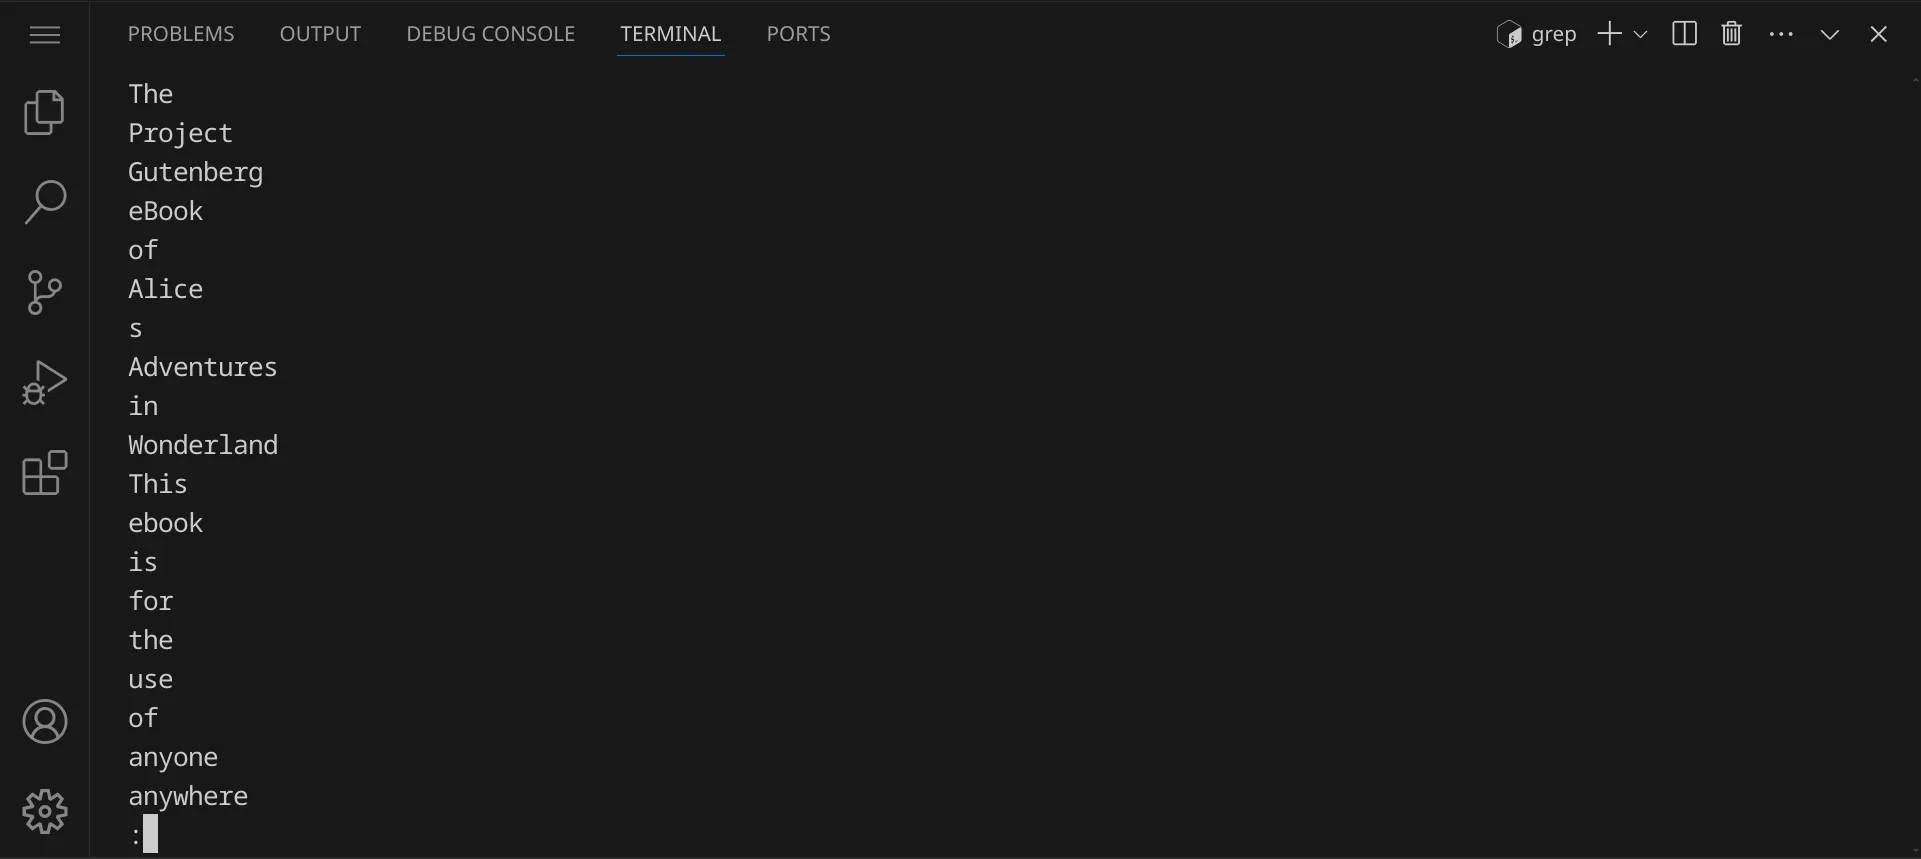 PROBLEMS OUTPUT DEBUG CONSOLE TERMINAL PORTS grep
The
Project
Gutenberg
eBook
of
Alice
s
Adventures
in
Wonderland
This
ebook
is
for
the
use
of
anyone
anywhere
: